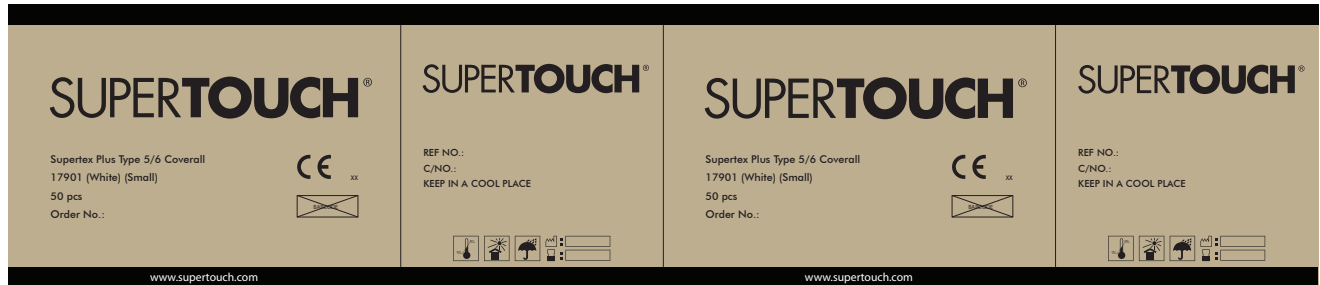 SUPERTOUCH®
Supertex Plus Type 5/6 Coverall
17901 (White) (Small)
50 pcs
Order No.:
CE
xx
www.supertouch.com
SUPERTOUCH®
REF NO.:
C/NO.:
KEEP IN A COOL PLACE
SUPERTOUCH®
Supertex Plus Type 5/6 Coverall
17901 (White) (Small)
50 pcs
Order No.:
CE
xx
www.supertouch.com
SUPERTOUCH®
REF NO.:
C/NO.:
KEEP IN A COOL PLACE